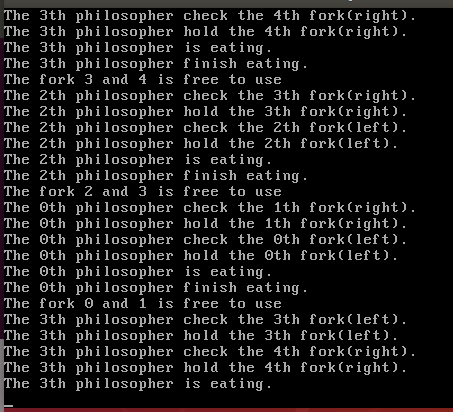 The 3th philosopher check the 4th fork(right).
The 3th philosopher hold the 4th fork(right).
The 3th philosopher is eating.
The 3th philosopher finish eating.
The fork 3 and 4 is free to use
The 2th philosopher check the 3th fork(right).
The 2th philosopher hold the 3th fork(right).
The 2th philosopher check the 2th fork(left).
The 2th philosopher hold the 2th fork(left).
The 2th philosopher is eating.
The 2th philosopher finish eating.
The fork 2 and 3 is free to use
The 0th philosopher check the 1th fork(right).
The 0th philosopher hold the 1th fork(right).
The 0th philosopher check the 0th fork(left).
The 0th philosopher hold the 0th fork(left).
The 0th philosopher is eating.
The 0th philosopher finish eating.
The fork 0 and 1 is free to use
The 3th philosopher check the 3th fork(left).
The 3th philosopher hold the 3th fork(left).
The 3th philosopher check the 4th fork(right).
The 3th philosopher hold the 4th fork(right).
The 3th philosopher is eating.